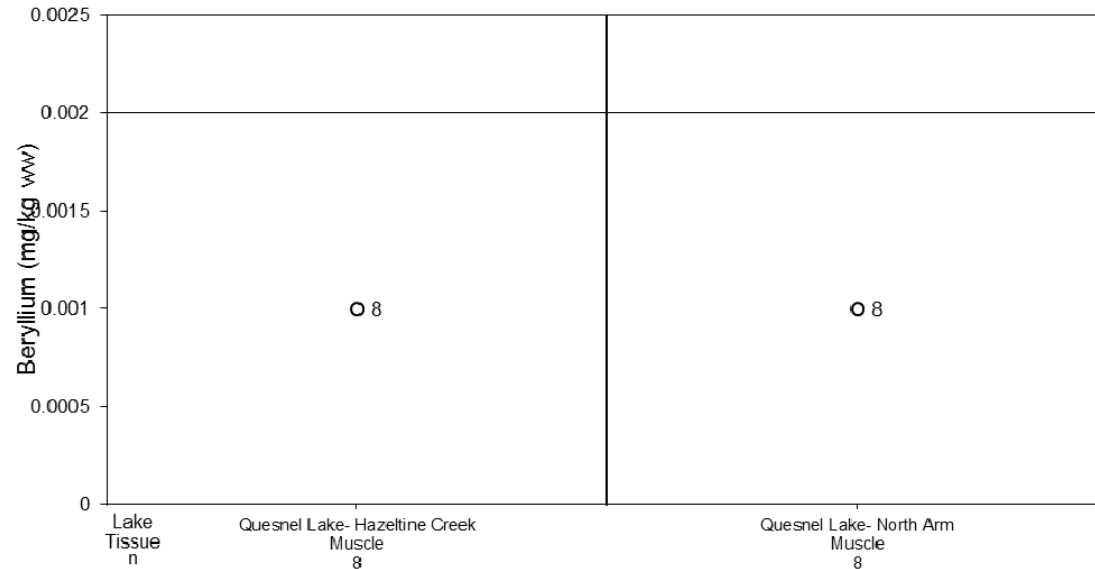 0.0025
0.002
0.0015
0.001
0.0005
0
Beryllium (mg/kg ww)
8
8
Lake
Tissue
n
Quesnel Lake- Hazeltine Creek
Muscle
8
Quesnel Lake- North Arm
Muscle
8